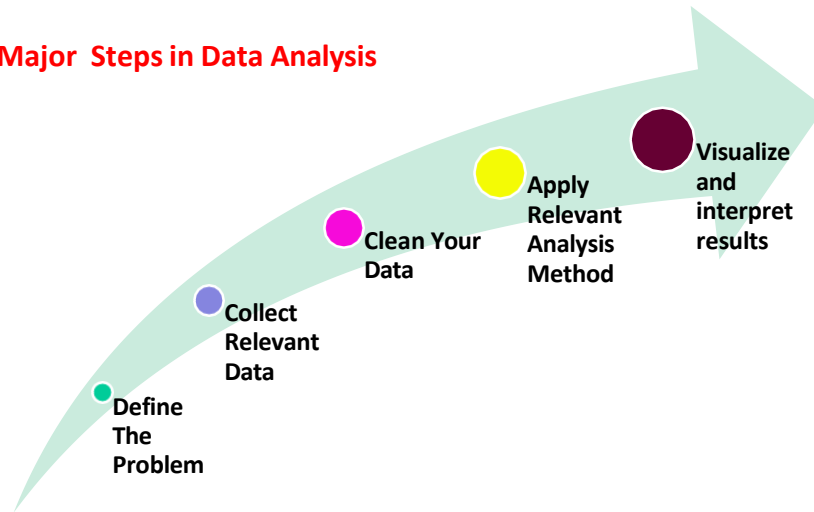 Major Steps in Data Analysis
Define
The
Problem
Collect
Relevant
Data
Clean Your
Data
Apply
Relevant
Analysis
Method
Visualize
and
interpret
results